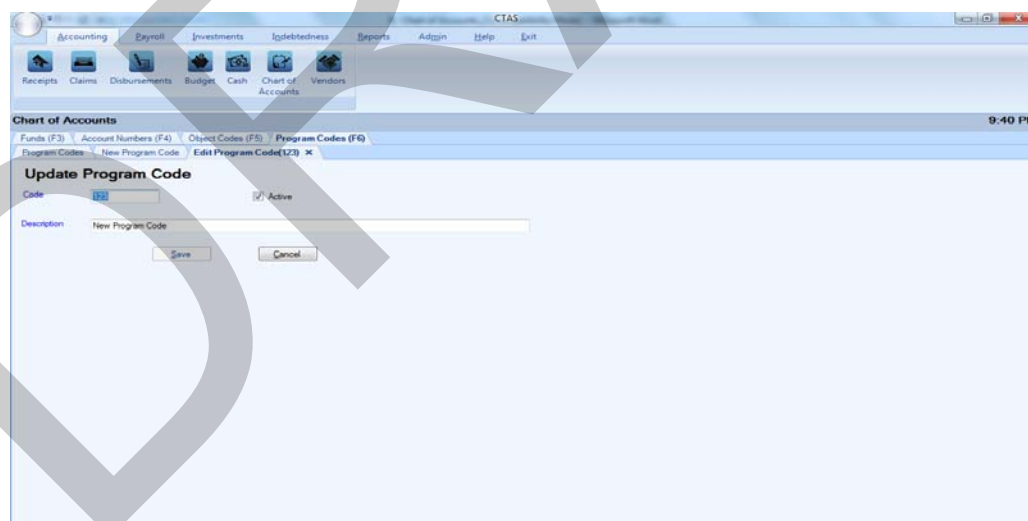 CTAS
Accounting Payroll Investments Indebtedness Reports Admin Help Exit
Receipts Claims Disbursements Budget Cash Chart of Accounts Vendors
Chart of Accounts 9:40 P
Funds (F3) Account Numbers (F4) Object Codes (F5) Program Codes (F6)
Program Codes New Program Code Edit Program Code(123) ×
Update Program Code
Code 123 Active
Description New Program Code
Save Cancel